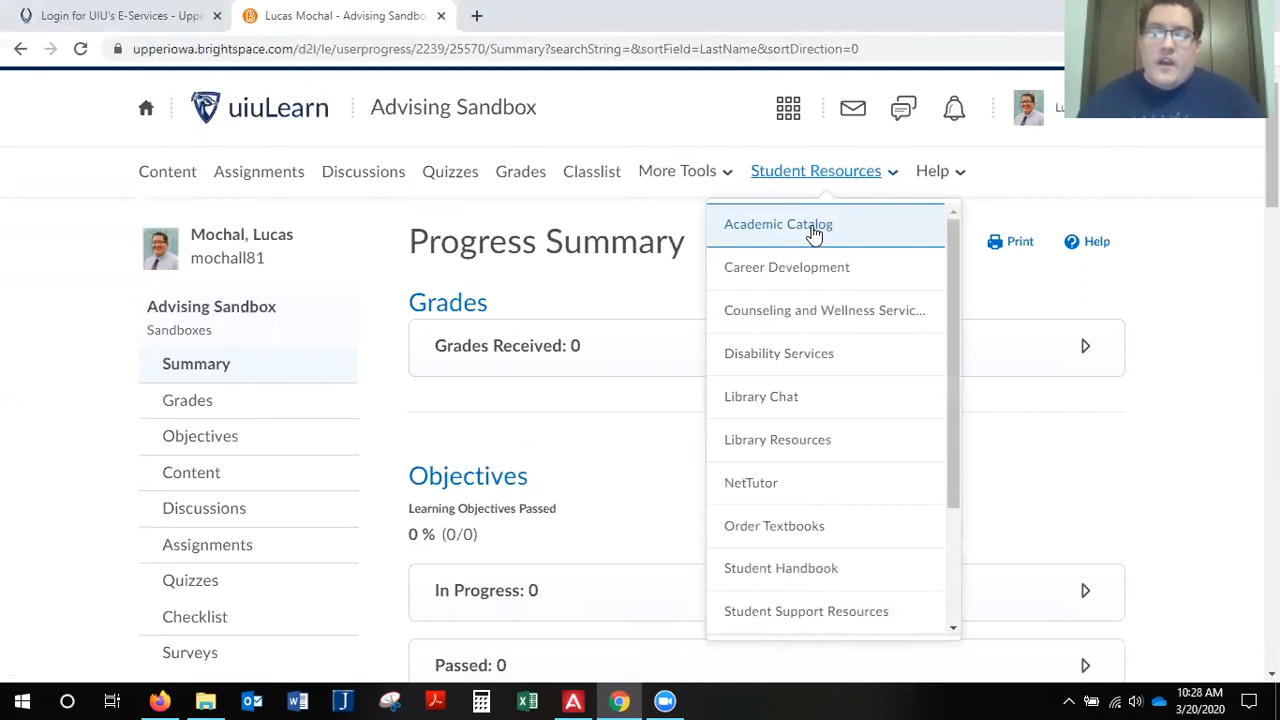 Login for UIU's E-Services - Uppe
Lucas Mochal - Advising Sandbo
upperiowa.brightspace.com/d2l/le/userprogress/2239/25570/Summary?searchString=&sortField=LastName&sortDirection=0
uiuLearn
Advising Sandbox
Content
Assignments
Discussions
Quizzes
Grades
Classlist
More Tools
Student Resources
Help
Mochal, Lucas
mochall81
Advising Sandbox
Sandboxes
Summary
Grades
Objectives
Content
Discussions
Assignments
Quizzes
Checklist
Surveys
Progress Summary
Print
Help
Grades
Grades Received: 0
Objectives
Learning Objectives Passed
0 % (0/0)
In Progress: 0
Passed: 0
Academic Catalog
Career Development
Counseling and Wellness Servic...
Disability Services
Library Chat
Library Resources
NetTutor
Order Textbooks
Student Handbook
Student Support Resources
10:28 AM
3/20/2020